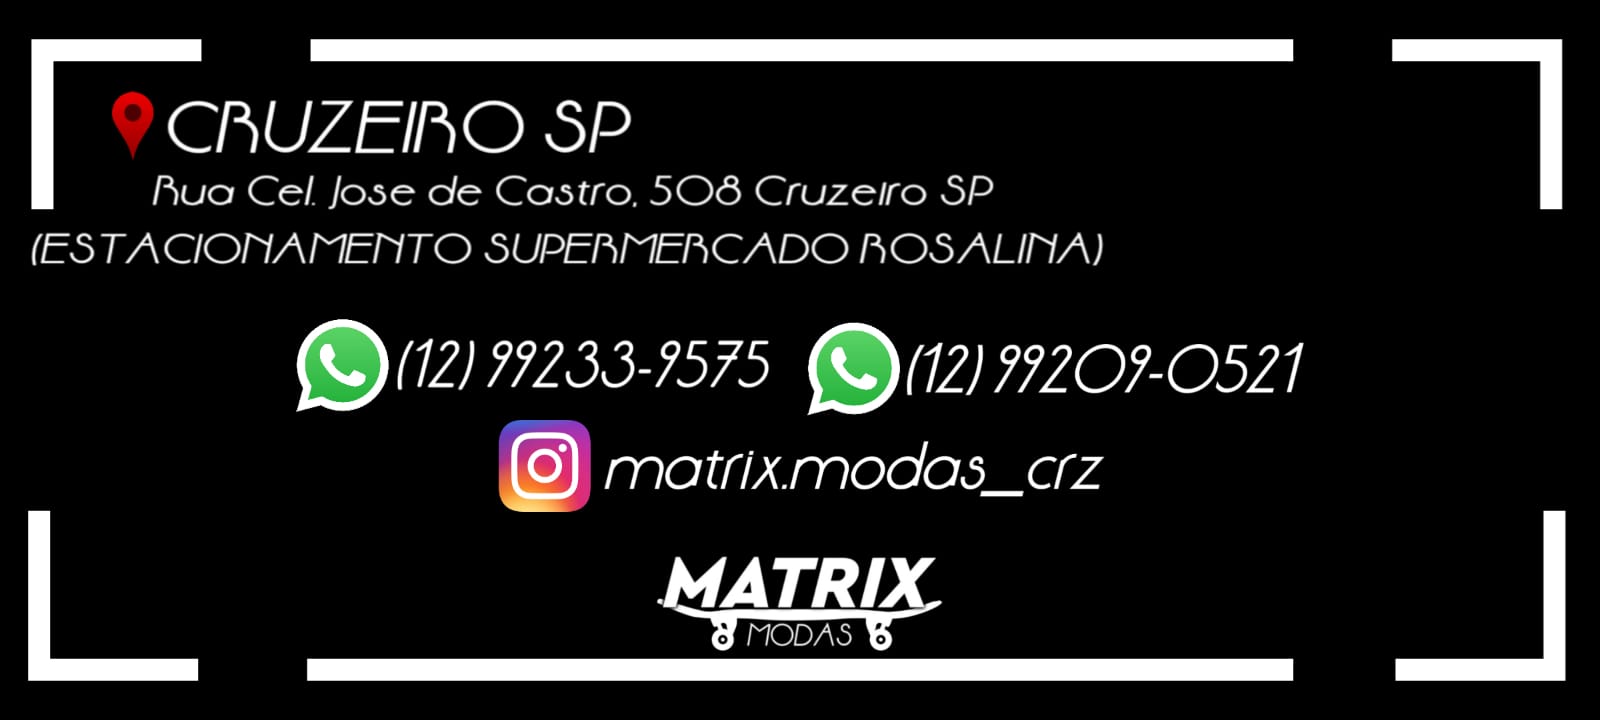 CRUZEIRO SP
Rua Cel. Jose de Castro, 508 Cruzeiro SP
(ESTACIONAMENTO SUPERMERCADO ROSALINA)
(12) 99233-9575 (12) 99209-0521
matrix.modas_crz
MATRIX
MODAS